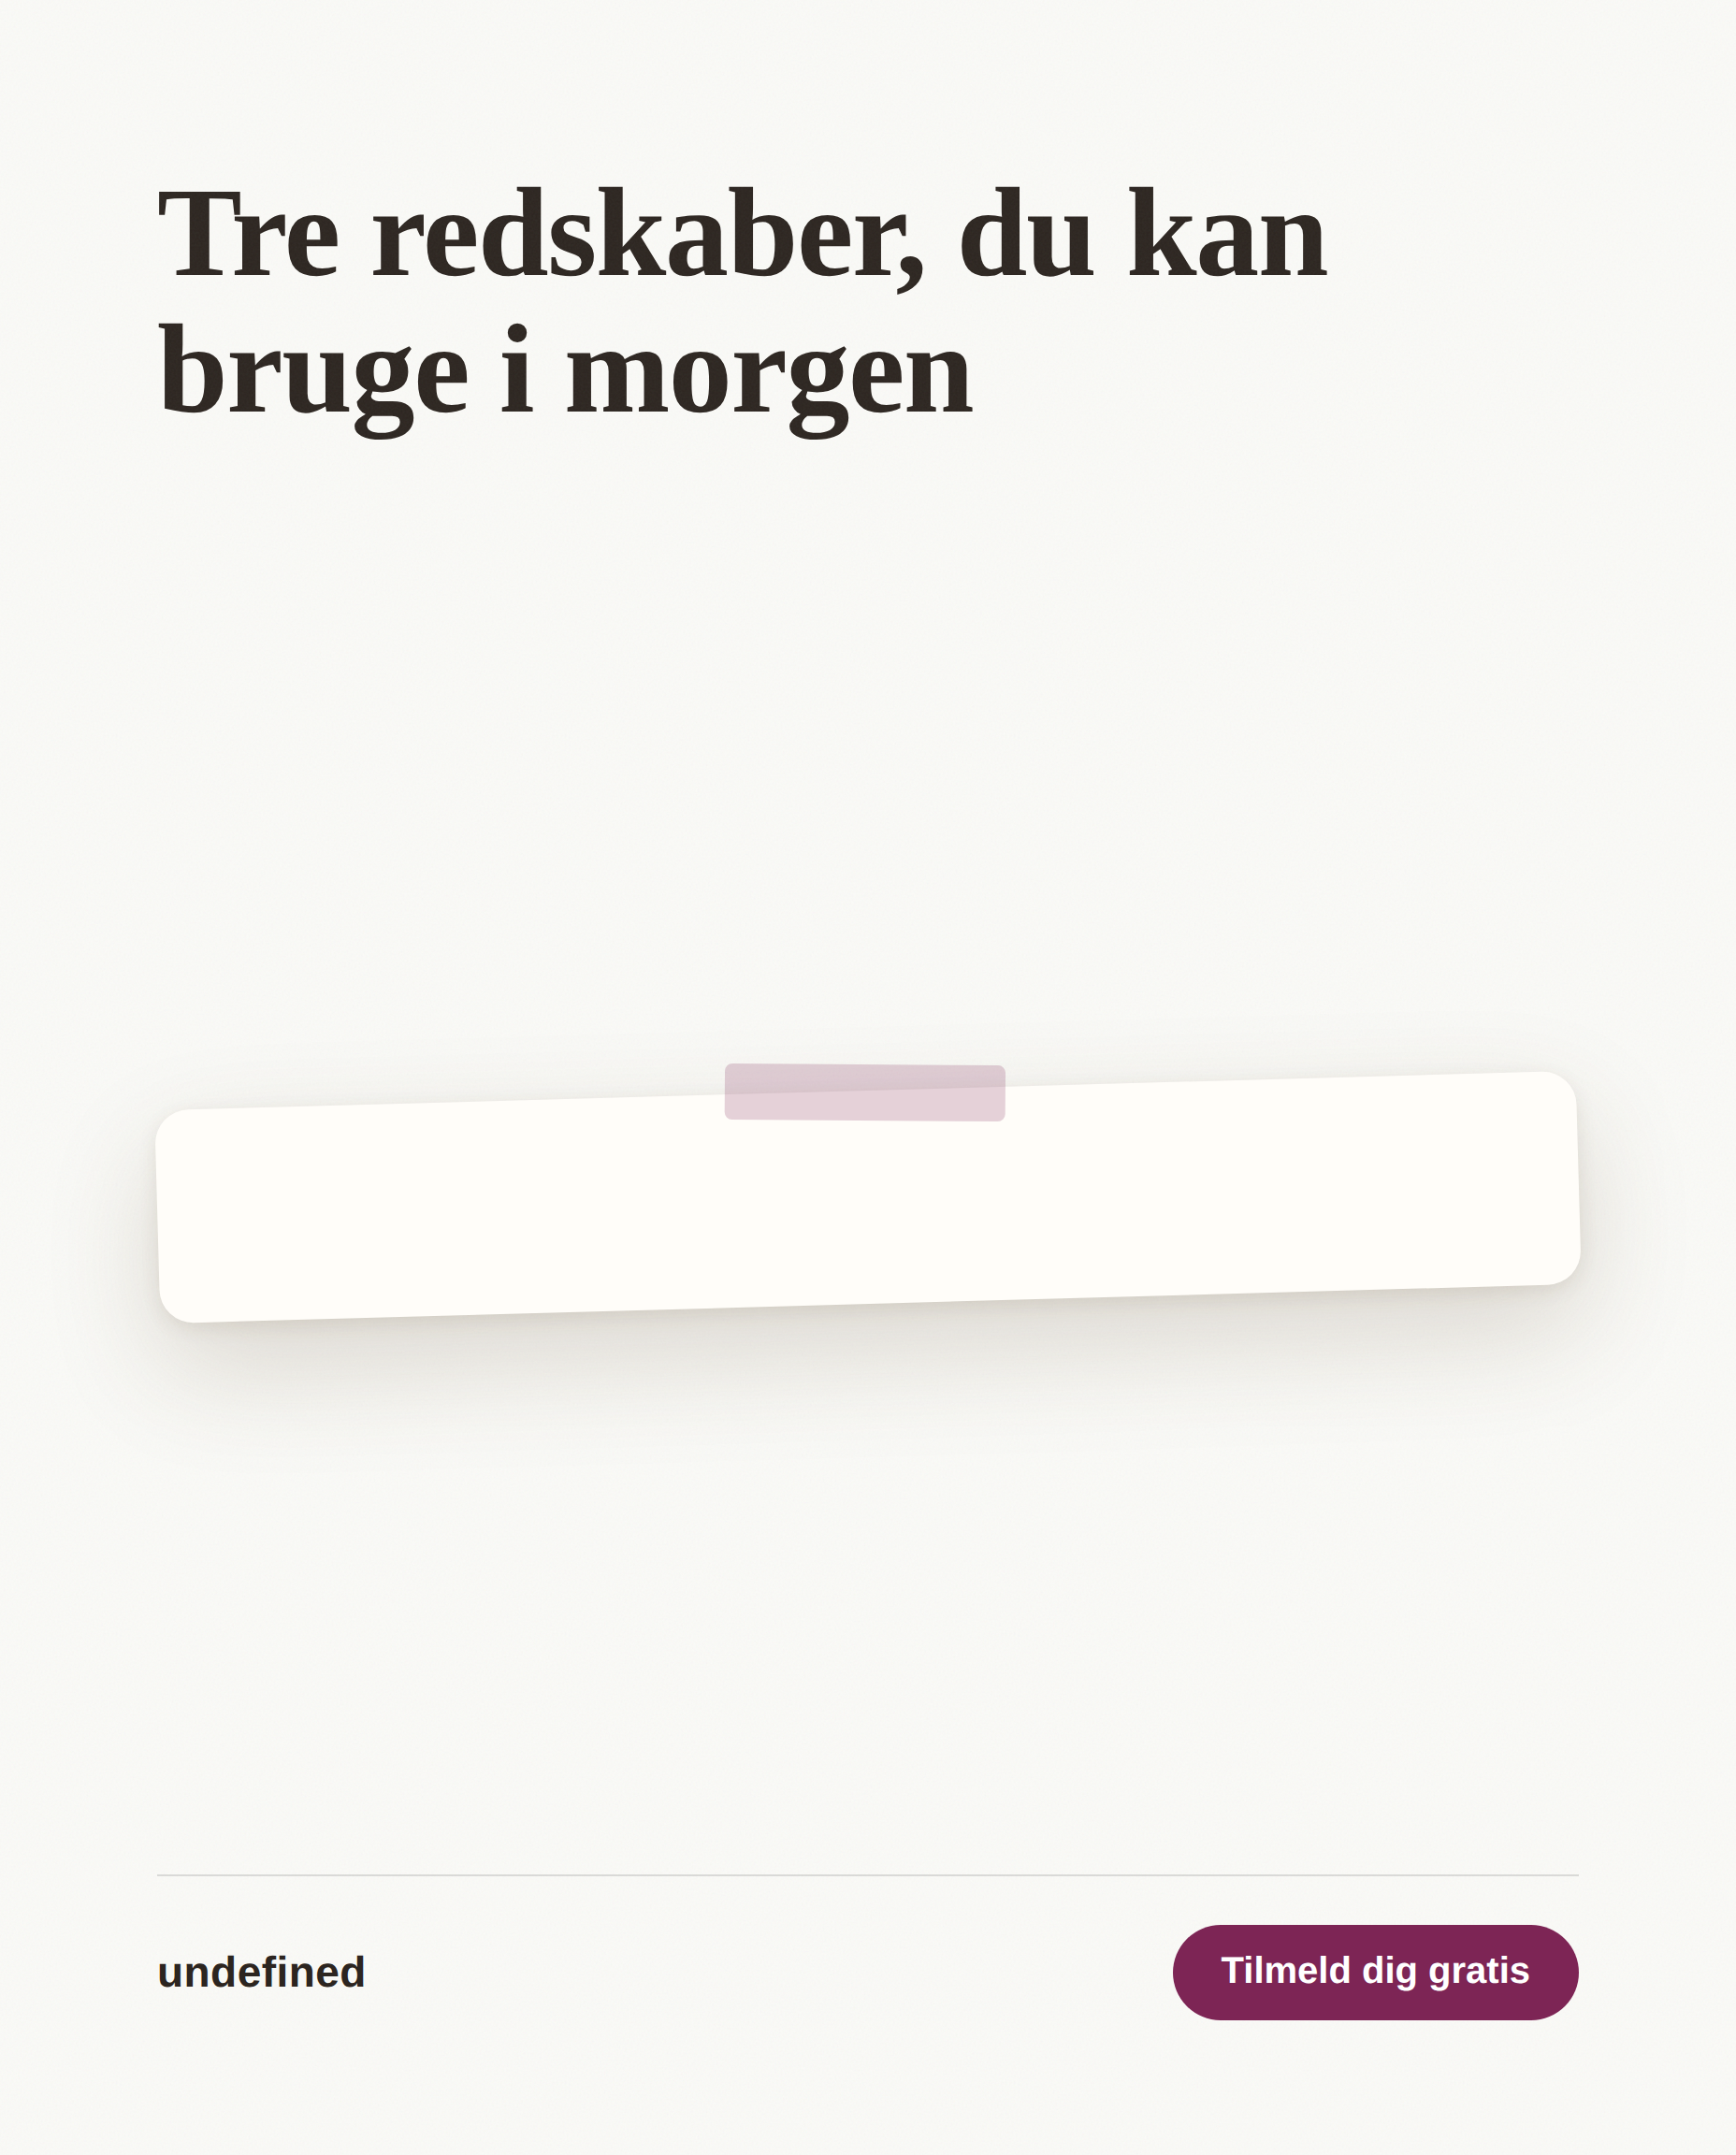 Tre redskaber, du kan
bruge i morgen
undefined
Tilmeld dig gratis